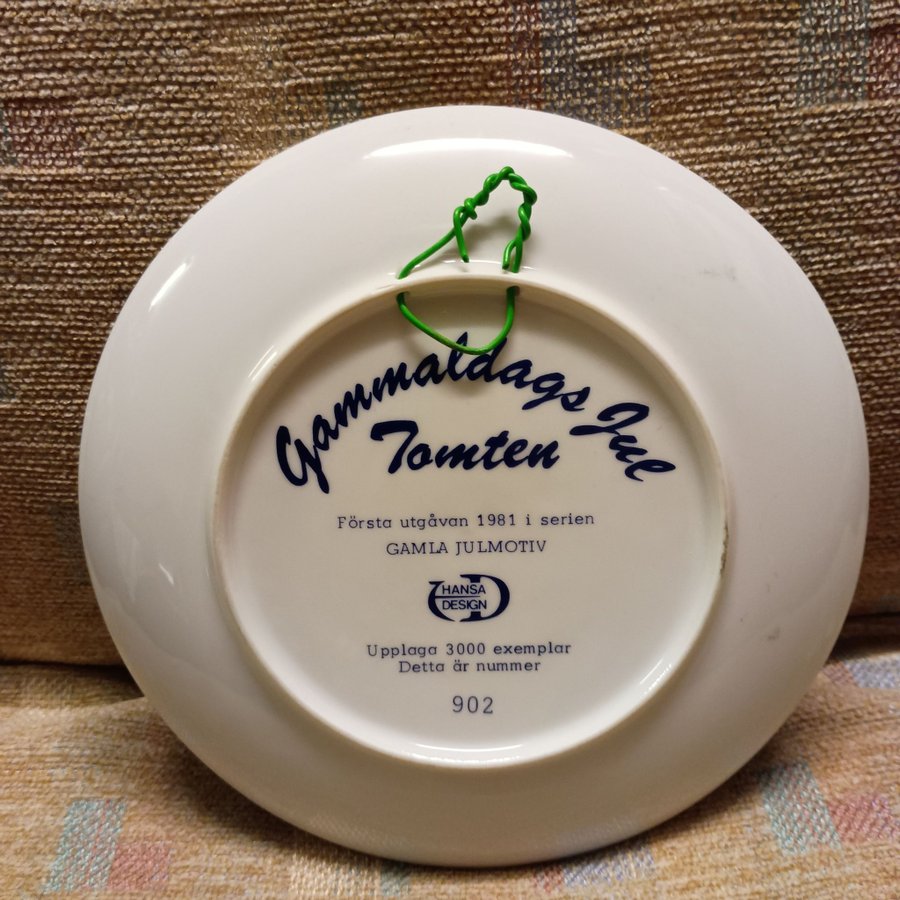 Gammaldags Jul
Tomten
Första utgåvan 1981 i serien
GAMLA JULMOTIV
HANSA
DESIGN
Upplaga 3000 exemplar
Detta är nummer
902